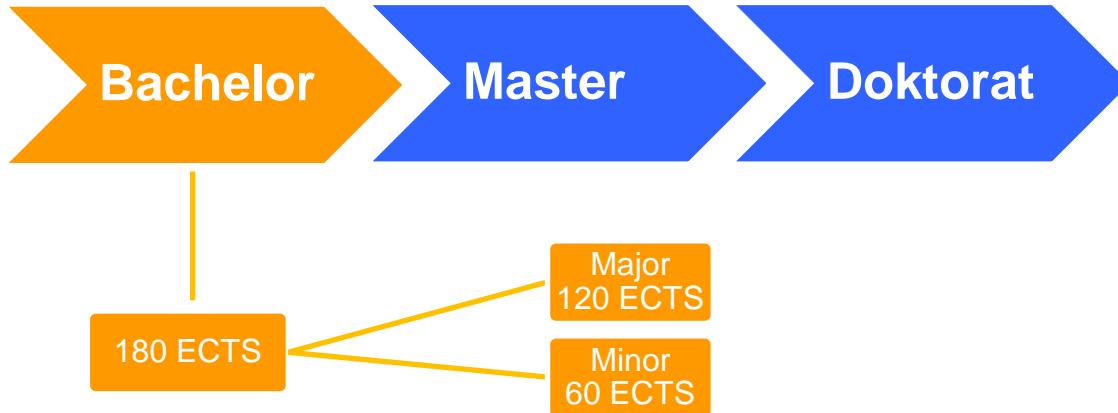 Bachelor
Master
Doktorat
180 ECTS
Major
120 ECTS
Minor
60 ECTS